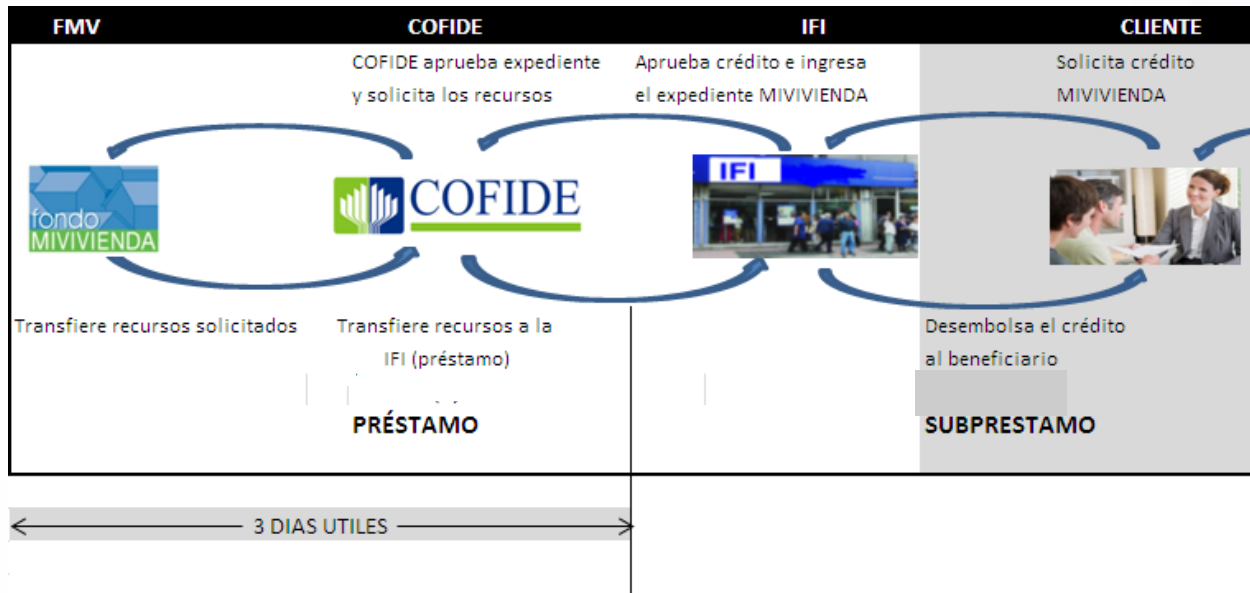 FMV
COFIDE
IFI
CLIENTE
COFIDE aprueba expediente
y solicita los recursos
Aprueba crédito e ingresa
el expediente MIVIVIENDA
Solicita crédito
MIVIVIENDA
fondo
MIVIVIENDA
COFIDE
IFI
Transfiere recursos solicitados
Transfiere recursos a la
IFI (préstamo)
Desembolsa el crédito
al beneficiario
PRÉSTAMO
SUBPRESTAMO
3 DIAS UTILES